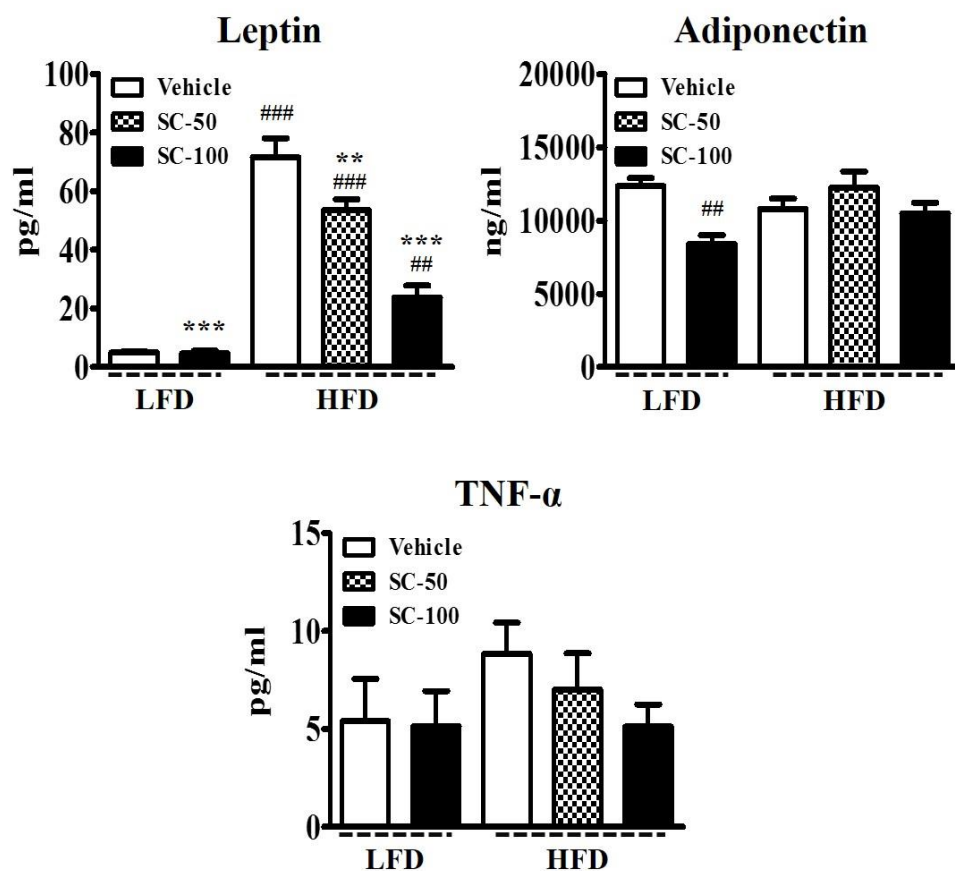 Leptin
100
80
60
40
20
0
pg/ml
Vehicle
SC-50
SC-100
###
**
###
***
##
***
LFD
HFD
Adiponectin
20000
15000
10000
5000
0
ng/ml
Vehicle
SC-50
SC-100
##
LFD
HFD
TNF-α
15
10
5
0
pg/ml
Vehicle
SC-50
SC-100
LFD
HFD